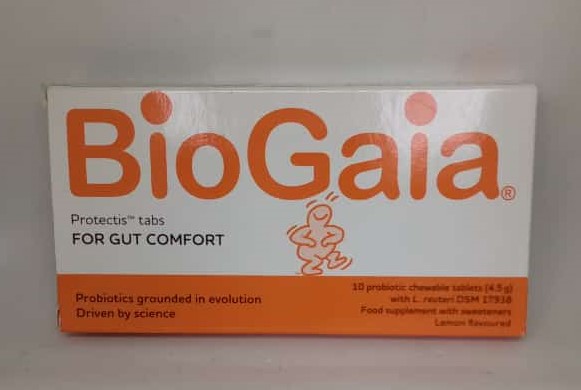 BioGaia®
Protectis™ tabs
FOR GUT COMFORT
Probiotics grounded in evolution
Driven by science
10 probiotic chewable tablets (4.5 g)
with L. reuteri DSM 17938
Food supplement with sweeteners
Lemon flavoured